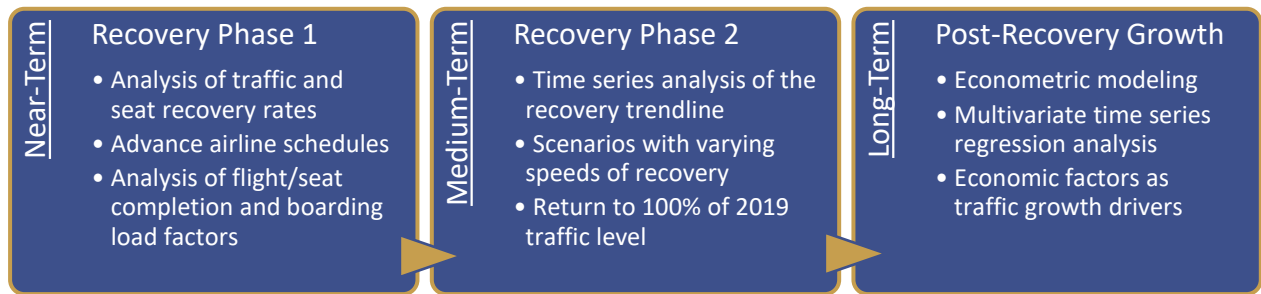 Near-Term
Recovery Phase 1
• Analysis of traffic and
seat recovery rates
• Advance airline schedules
• Analysis of flight/seat
completion and boarding
load factors
Medium-Term
Recovery Phase 2
• Time series analysis of the
recovery trendline
• Scenarios with varying
speeds of recovery
• Return to 100% of 2019
traffic level
Long-Term
Post-Recovery Growth
• Econometric modeling
• Multivariate time series
regression analysis
• Economic factors as
traffic growth drivers